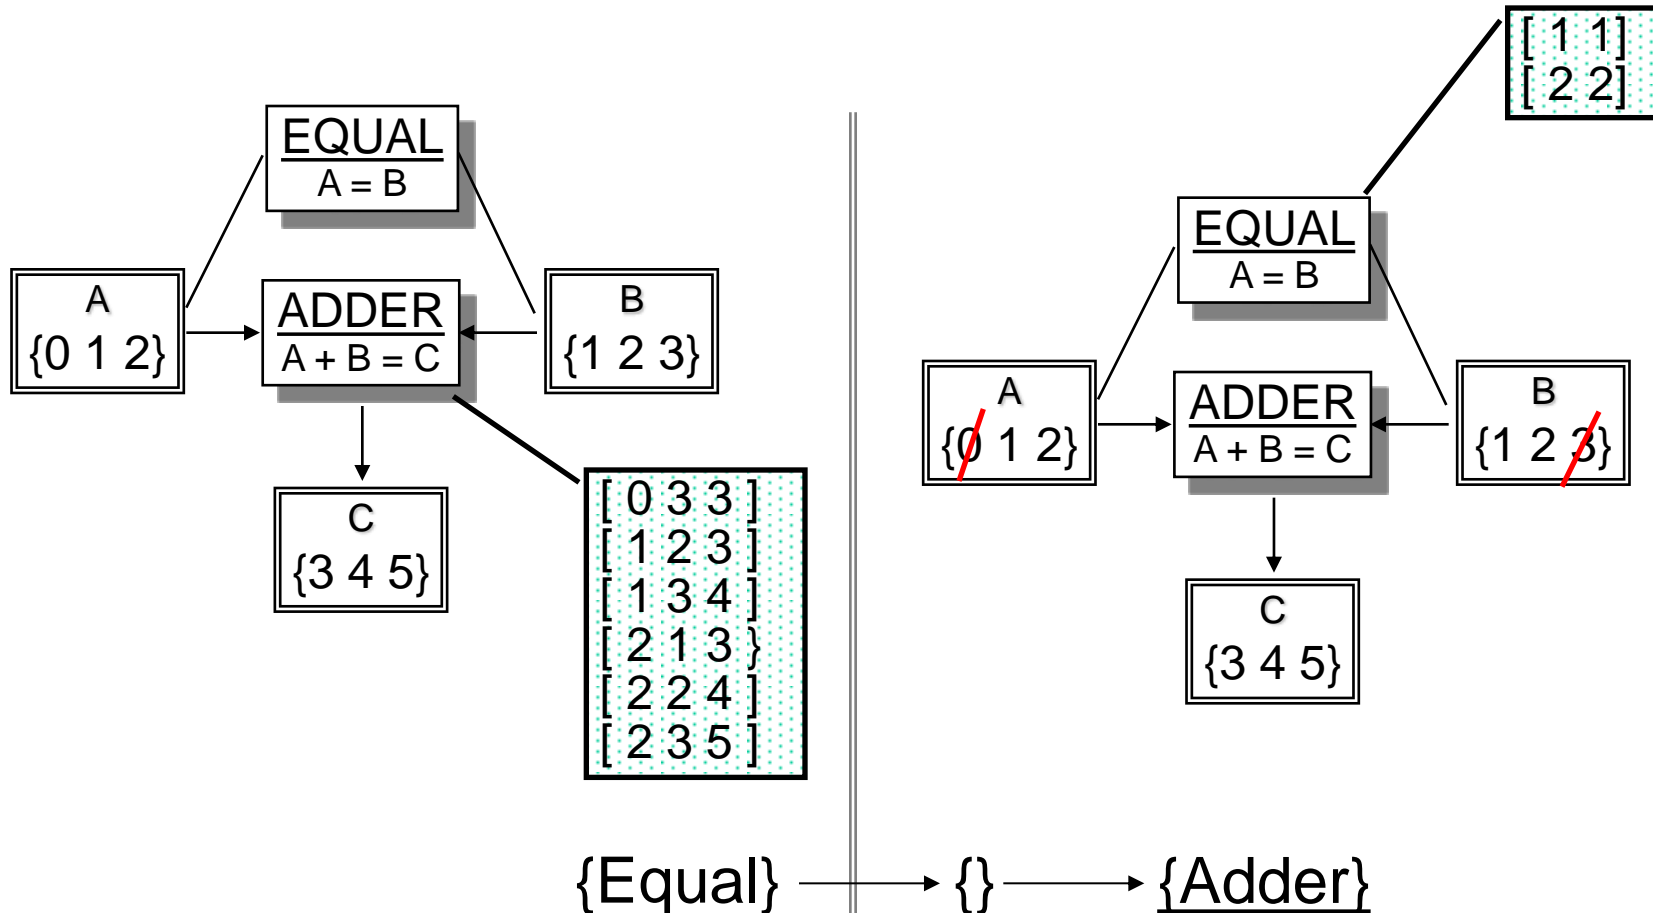 EQUAL
A = B
A
{0 1 2}
ADDER
A + B = C
B
{1 2 3}
C
{3 4 5}
[ 0 3 3 ]
[ 1 2 3 ]
[ 1 3 4 ]
[ 2 1 3 }
[ 2 2 4 ]
[ 2 3 5 ]
[ 1 1]
[ 2 2]
EQUAL
A = B
A
{0 1 2}
ADDER
A + B = C
B
{1 2 3}
C
{3 4 5}
{Equal} {} {Adder}